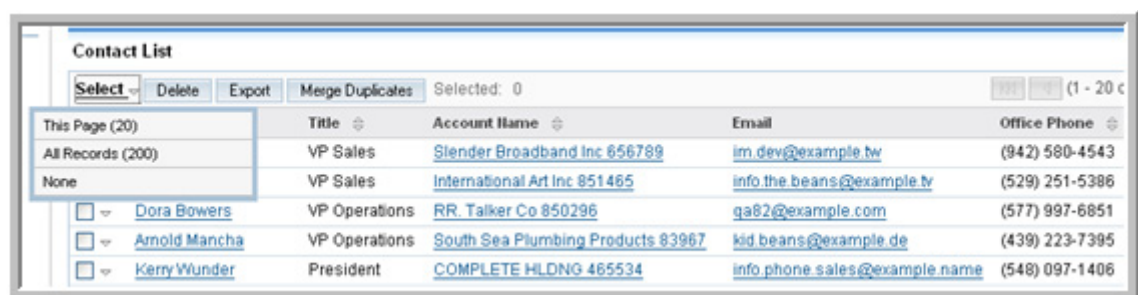 Contact List
Select Delete Export Merge Duplicates Selected: 0 (1 - 20 o
This Page (20) Title Account Name Email Office Phone
All Records (200) VP Sales Slender Broadband Inc 656789 im.dev@example.tw (942) 580-4543
None VP Sales International Art Inc 851465 info.the.beans@example.tv (529) 251-5386
Dora Bowers VP Operations RR. Talker Co 850296 qa82@example.com (577) 997-6851
Arnold Mancha VP Operations South Sea Plumbing Products 83967 kid.beans@example.de (439) 223-7395
Kerry Wunder President COMPLETE HLDNG 465534 info.phone.sales@example.name (548) 097-1406